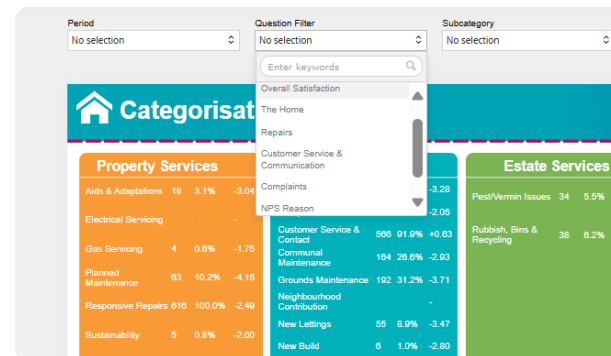 Period
Question Filter
Subcategory
No selection
No selection
No selection
Enter keywords
Overall Satisfaction
The Home
Repairs
Customer Service &
Communication
Complaints
NPS Reason
Categorisat
Property Services
Aids & Adaptations 19 3.1% -3.04
Electrical Servicing -
Gas Servicing 4 0.6% -1.75
Planned
Maintenance 63 10.2% -4.15
Responsive Repairs 616 100.0% -2.49
Sustainability 5 0.8% -2.00
-3.28
-2.05
Customer Service &
Contact 566 91.9% +0.63
Communal
Maintenance 164 26.6% -2.93
Grounds Maintenance 192 31.2% -3.71
Neighbourhood
Contribution -
New Lettings 55 8.9% -3.47
New Build 6 1.0% -2.80
Estate Services
Pest/Vermin Issues 34 5.5%
Rubbish, Bins &
Recycling 38 6.2%